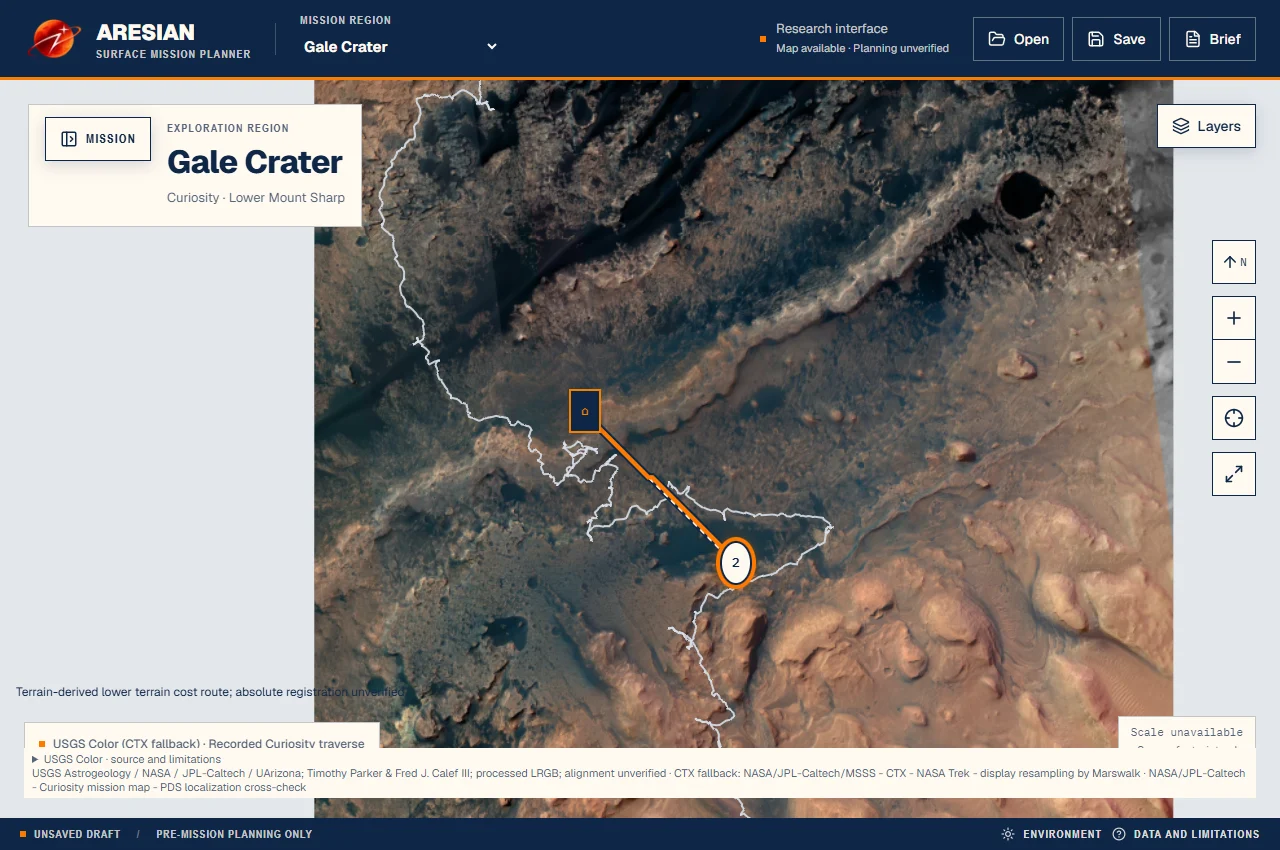 ARESIAN
SURFACE MISSION PLANNER
MISSION REGION
Gale Crater
Research interface
Map available · Planning unverified
Open
Save
Brief
MISSION
EXPLORATION REGION
Gale Crater
Curiosity · Lower Mount Sharp
Layers
N
2
Terrain-derived lower terrain cost route; absolute registration unverified
USGS Color (CTX fallback) · Recorded Curiosity traverse
Scale unavailable
USGS Color · source and limitations
USGS Astrogeology / NASA / JPL-Caltech / UArizona; Timothy Parker & Fred J. Calef III; processed LRGB; alignment unverified · CTX fallback: NASA/JPL-Caltech/MSSS - CTX - NASA Trek - display resampling by Marswalk · NASA/JPL-Caltech
- Curiosity mission map - PDS localization cross-check
UNSAVED DRAFT / PRE-MISSION PLANNING ONLY
ENVIRONMENT
DATA AND LIMITATIONS